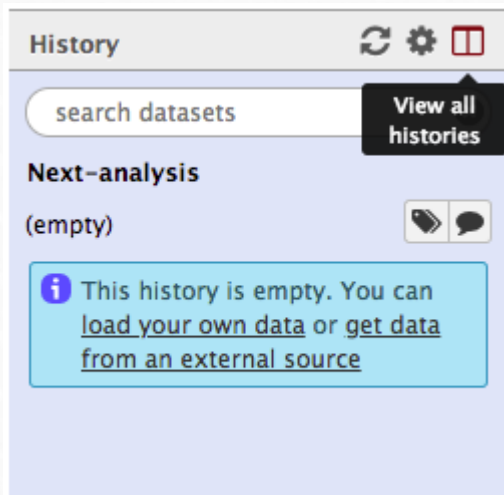 History
search datasets
View all
histories
Next-analysis
(empty)
This history is empty. You can
load your own data or get data
from an external source